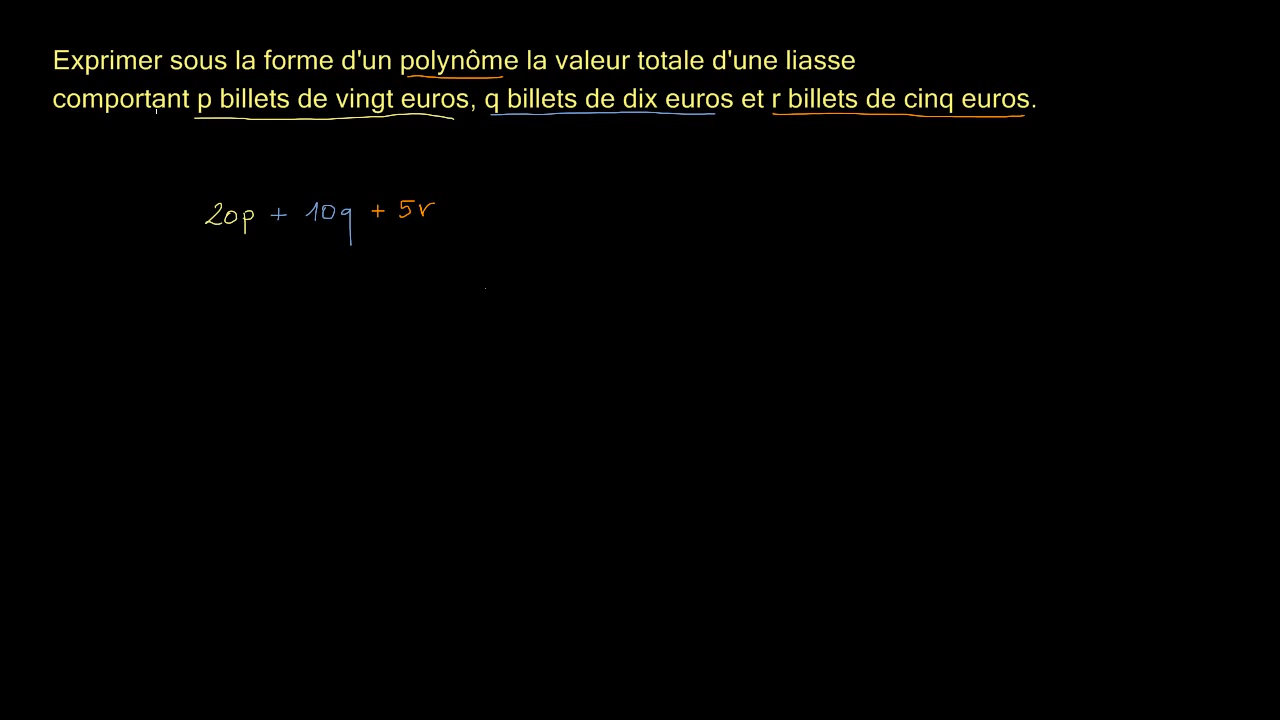 Exprimer sous la forme d'un polynôme la valeur totale d'une liasse
comportant p billets de vingt euros, q billets de dix euros et r billets de cinq euros.
20p + 10q + 5r